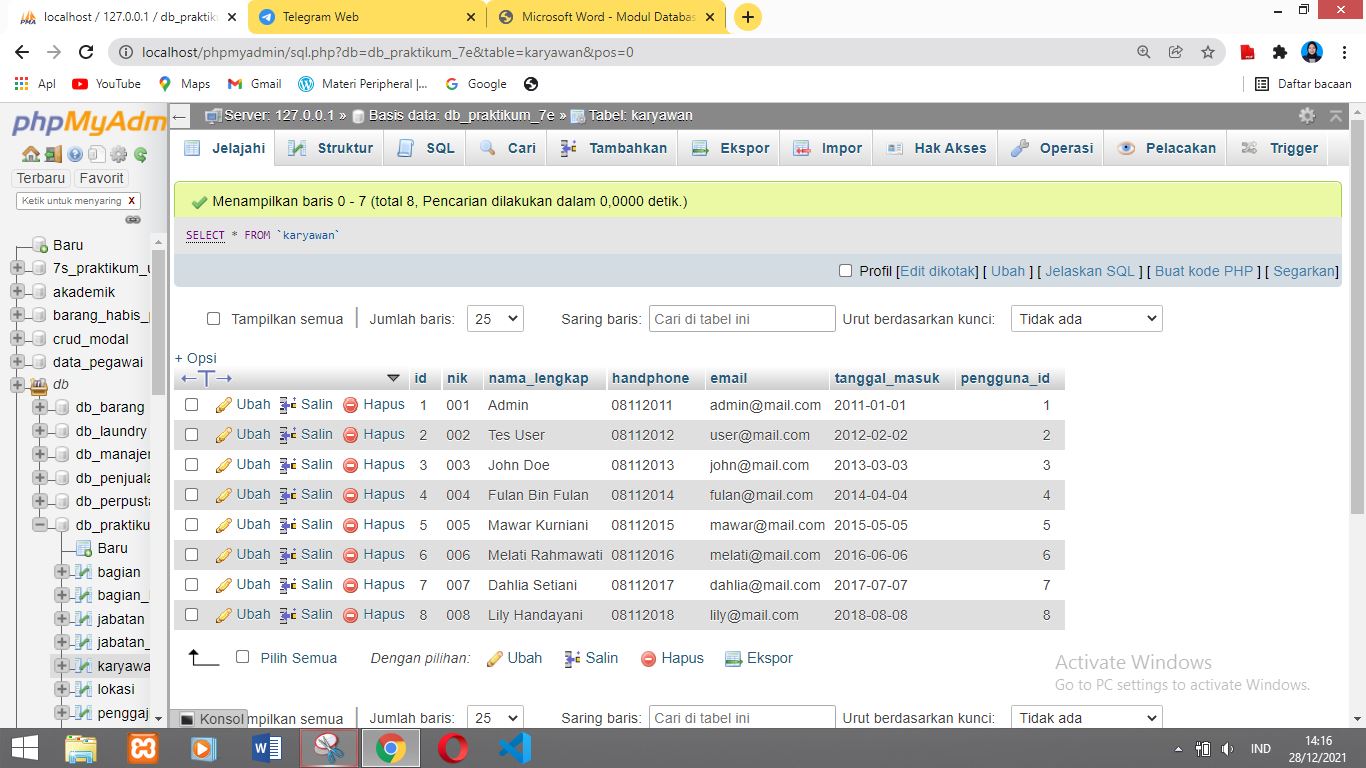 localhost / 127.0.0.1 / db_praktik
Telegram Web
Microsoft Word - Modul Databas
localhost/phpmyadmin/sql.php?db=db_praktikum_7e&table=karyawan&pos=0
Apl YouTube Maps Gmail Materi Peripheral |... Google Daftar bacaan
phpMyAdm
Server: 127.0.0.1 » Basis data: db_praktikum_7e » Tabel: karyawan
Jelajahi Struktur SQL Cari Tambahkan Ekspor Impor Hak Akses Operasi Pelacakan Trigger
Terbaru Favorit
Ketik untuk menyaring X
Baru
7s_praktikum_u
akademik
barang_habis_
crud_modal
data_pegawai
db
db_barang
db_laundry
db_manajer
db_penjuala
db_perpusta
db_praktiku
Baru
bagian
bagian_
jabatan
jabatan_
karyawa
lokasi
penggaj
Menampilkan baris 0 - 7 (total 8, Pencarian dilakukan dalam 0,0000 detik.)
SELECT * FROM `karyawan`
Profil [Edit dikotak] [ Ubah ] [ Jelaskan SQL ] [ Buat kode PHP ] [ Segarkan]
Tampilkan semua | Jumlah baris: 25 Saring baris: Cari di tabel ini Urut berdasarkan kunci: Tidak ada
+ Opsi
←T→ id nik nama_lengkap handphone email tanggal_masuk pengguna_id
Ubah Salin Hapus 1 001 Admin 08112011 admin@mail.com 2011-01-01 1
Ubah Salin Hapus 2 002 Tes User 08112012 user@mail.com 2012-02-02 2
Ubah Salin Hapus 3 003 John Doe 08112013 john@mail.com 2013-03-03 3
Ubah Salin Hapus 4 004 Fulan Bin Fulan 08112014 fulan@mail.com 2014-04-04 4
Ubah Salin Hapus 5 005 Mawar Kurniani 08112015 mawar@mail.com 2015-05-05 5
Ubah Salin Hapus 6 006 Melati Rahmawati 08112016 melati@mail.com 2016-06-06 6
Ubah Salin Hapus 7 007 Dahlia Setiani 08112017 dahlia@mail.com 2017-07-07 7
Ubah Salin Hapus 8 008 Lily Handayani 08112018 lily@mail.com 2018-08-08 8
Pilih Semua Dengan pilihan: Ubah Salin Hapus Ekspor
Activate Windows
Go to PC settings to activate Windows.
Konsol mpilkan semua Jumlah baris: 25 Saring baris: Cari di tabel ini Urut berdasarkan kunci: Tidak ada
IND
14:16
28/12/2021